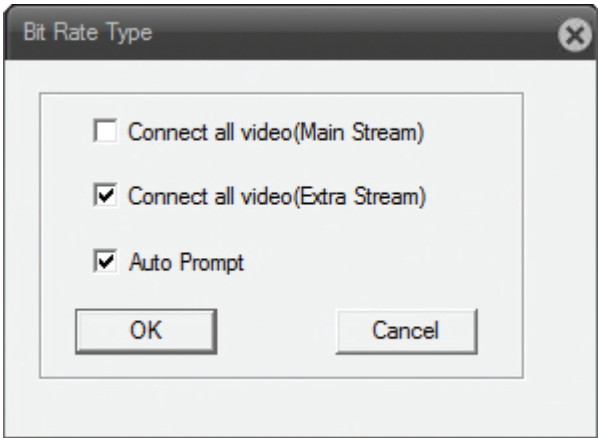 Bit Rate Type
Connect all video(Main Stream)
Connect all video(Extra Stream)
Auto Prompt
OK Cancel